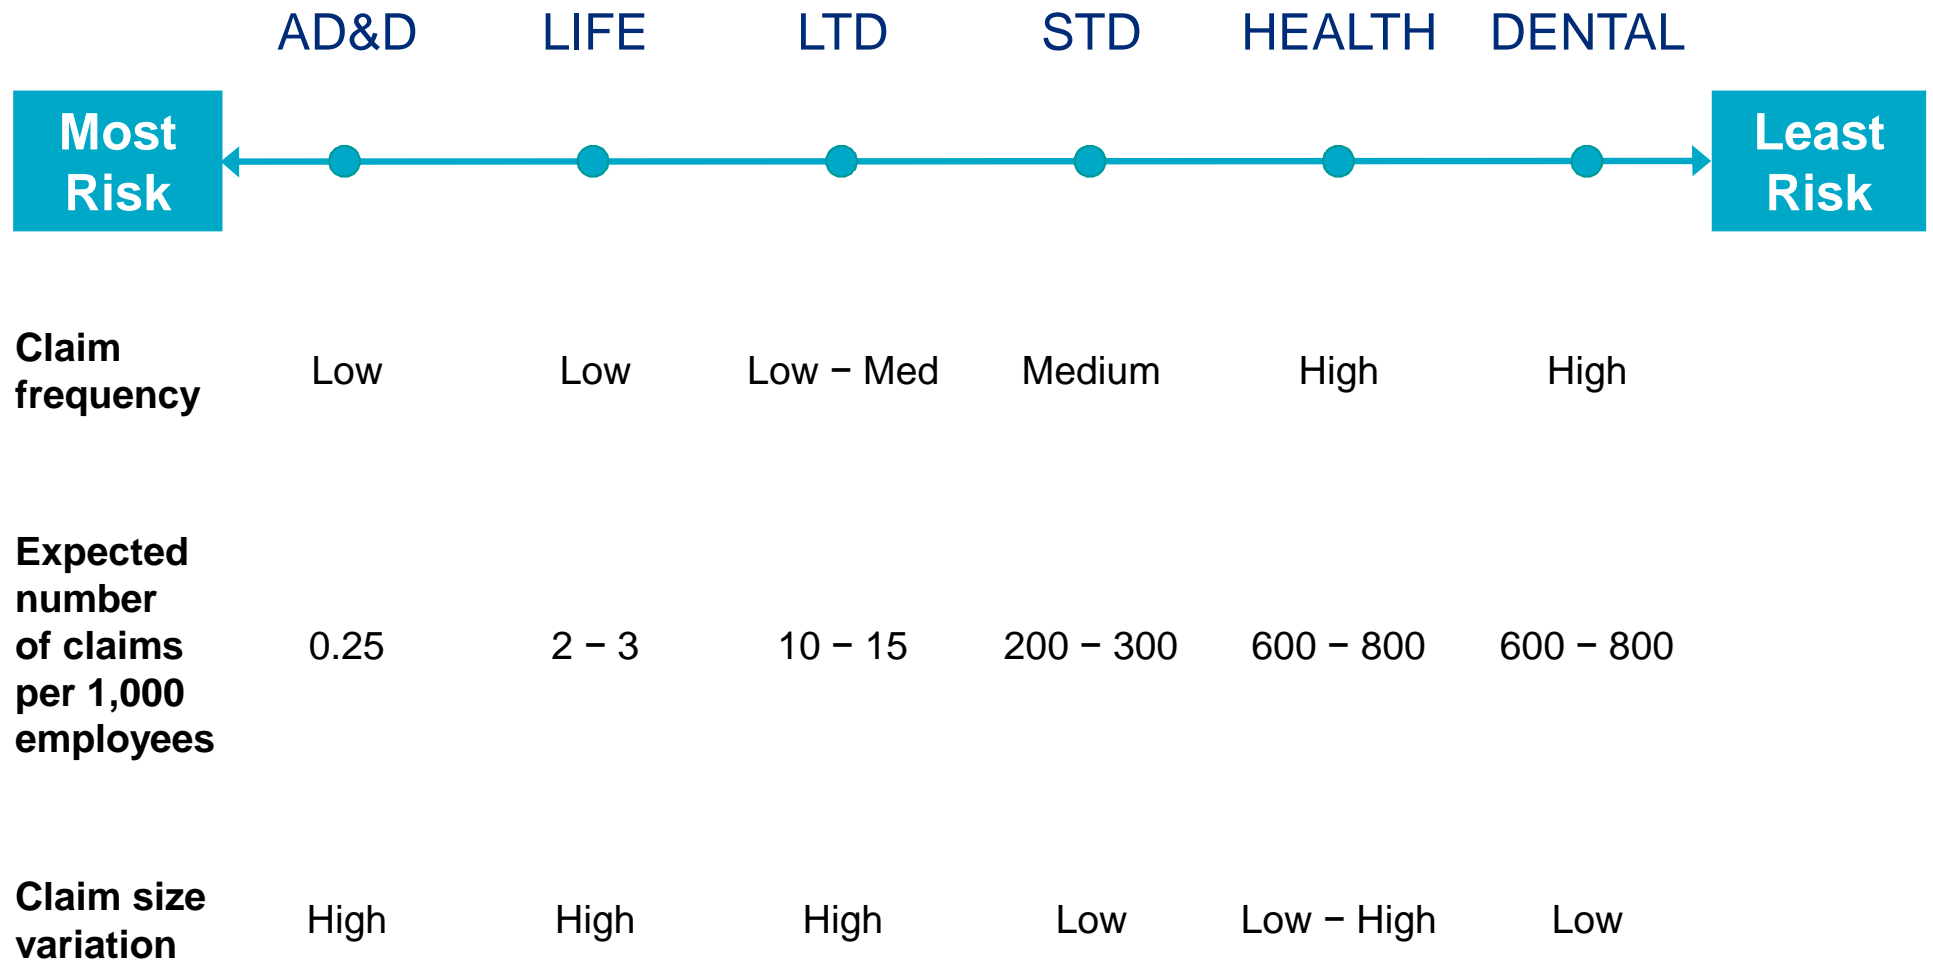 AD&D LIFE LTD STD HEALTH DENTAL
Most
Risk
Least
Risk
Claim
frequency
Low Low Low – Med Medium High High
Expected
number
of claims
per 1,000
employees
0.25 2 – 3 10 – 15 200 – 300 600 – 800 600 – 800
Claim size
variation
High High High Low Low – High Low